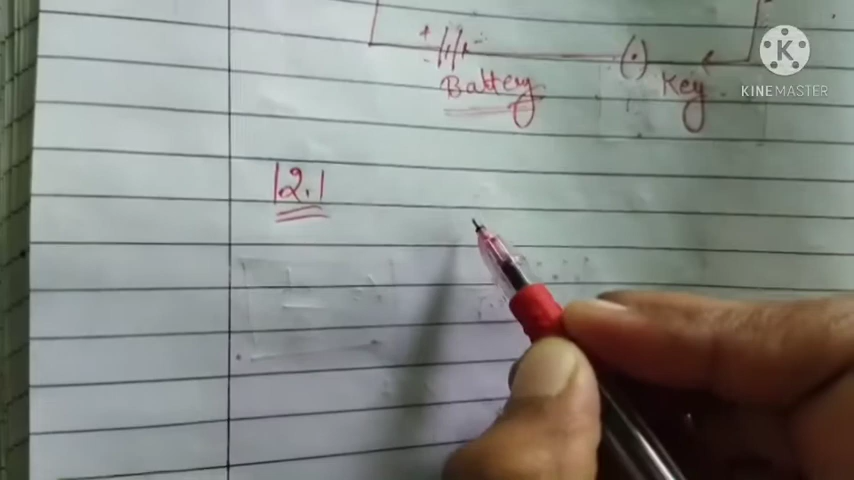 + -
Battery
Key
12.1
K
KINEMASTER